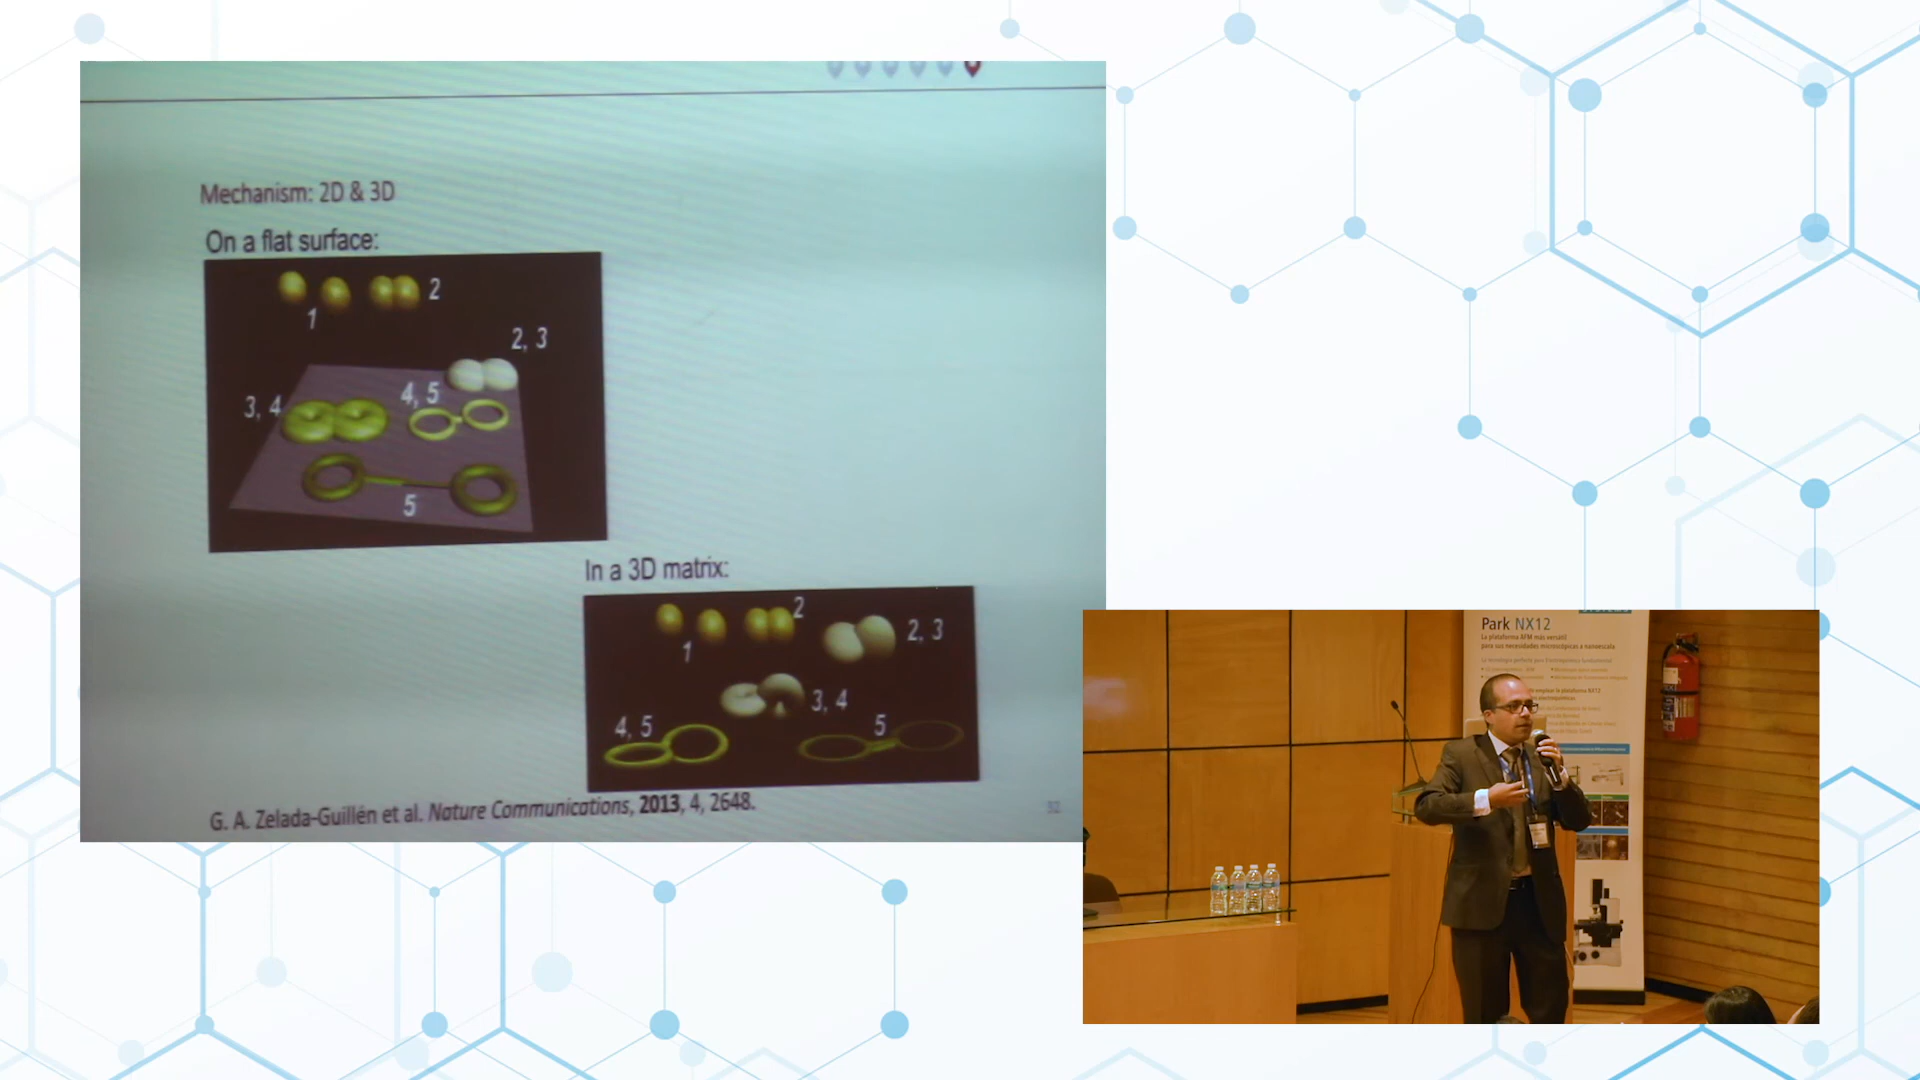 Mechanism: 2D & 3D
On a flat surface:
1
2
2, 3
3, 4
4, 5
5
In a 3D matrix:
1
2
2, 3
3, 4
4, 5
5
G. A. Zelada-Guillén et al. Nature Communications, 2013, 4, 2648.
52
Park NX12
La plataforma AFM más versátil
para sus necesidades microscópicas a nanoescala